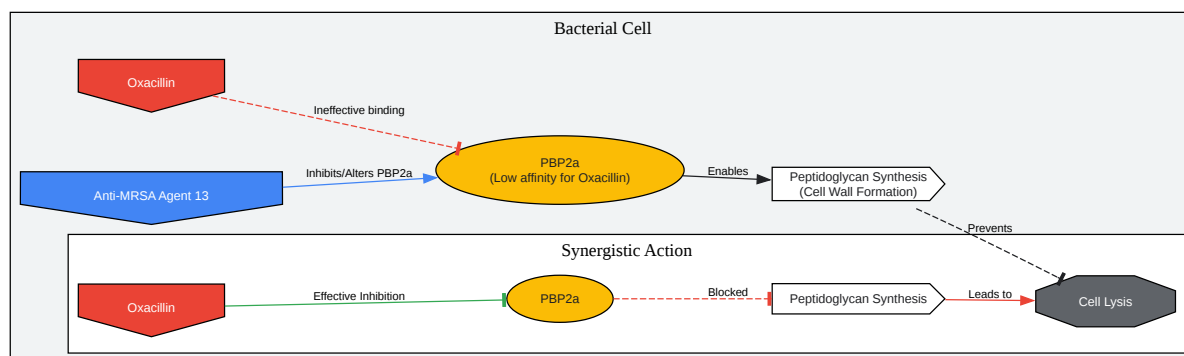 Bacterial Cell
Oxacillin
Ineffective binding
PBP2a
(Low affinity for Oxacillin)
Anti-MRSA Agent 13
Inhibits/Alters PBP2a
Enables
Peptidoglycan Synthesis
(Cell Wall Formation)
Prevents
Synergistic Action
Oxacillin
Effective Inhibition
PBP2a
Blocked
Peptidoglycan Synthesis
Leads to
Cell Lysis